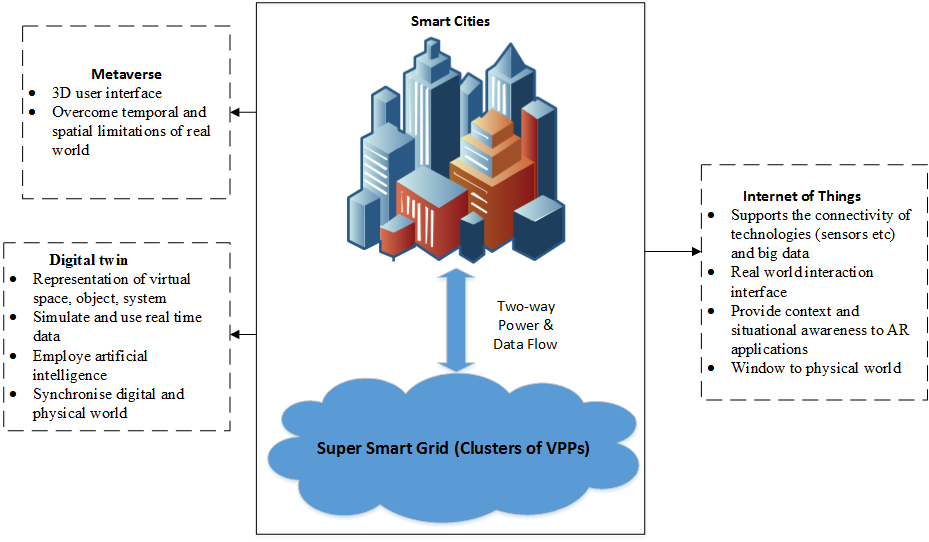 Smart Cities
Metaverse
• 3D user interface
• Overcome temporal and
spatial limitations of real
world
Digital twin
• Representation of virtual
space, object, system
• Simulate and use real time
data
• Employe artificial
intelligence
• Synchronise digital and
physical world
Two-way
Power &
Data Flow
Super Smart Grid (Clusters of VPPs)
Internet of Things
• Supports the connectivity of
technologies (sensors etc)
and big data
• Real world interaction
interface
• Provide context and
situational awareness to AR
applications
• Window to physical world